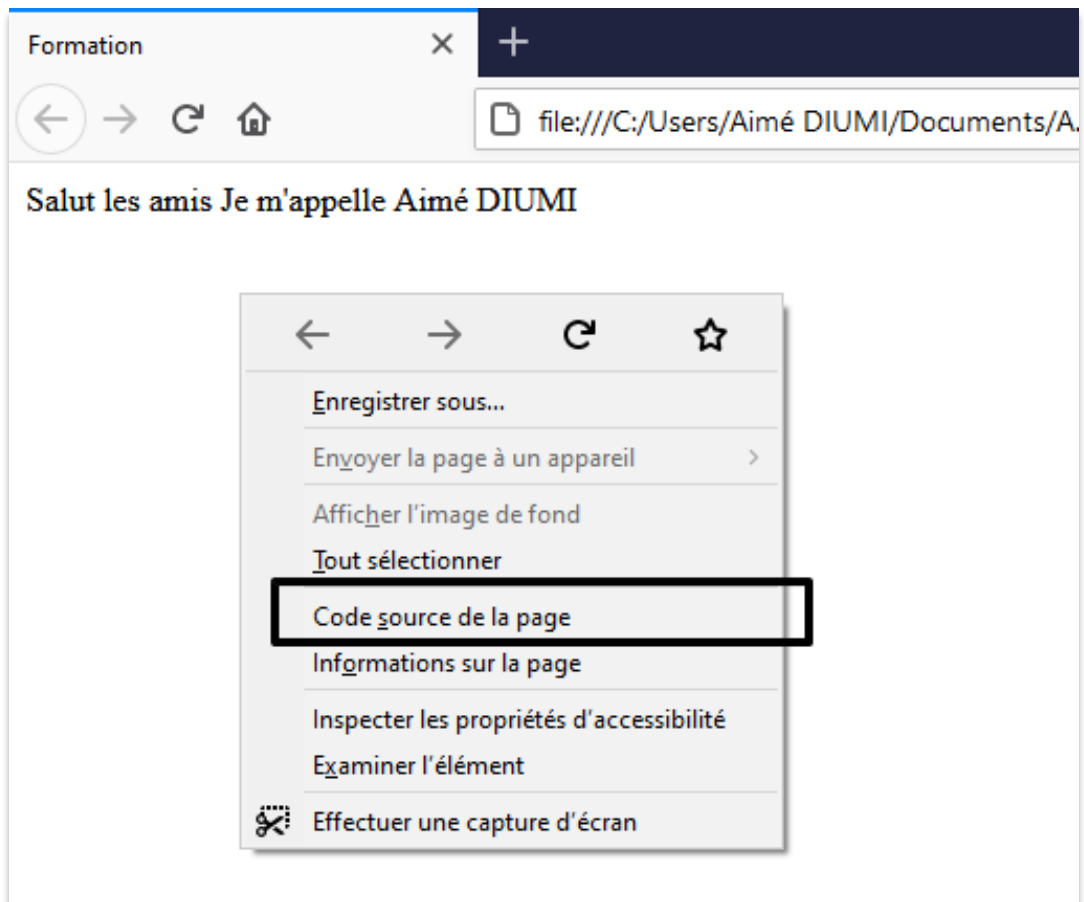 Formation
file:///C:/Users/Aimé DIUMI/Documents/A.
Salut les amis Je m'appelle Aimé DIUMI
Enregistrer sous...
Envoyer la page à un appareil
Afficher l'image de fond
Tout sélectionner
Code source de la page
Informations sur la page
Inspecter les propriétés d'accessibilité
Examiner l'élément
Effectuer une capture d'écran